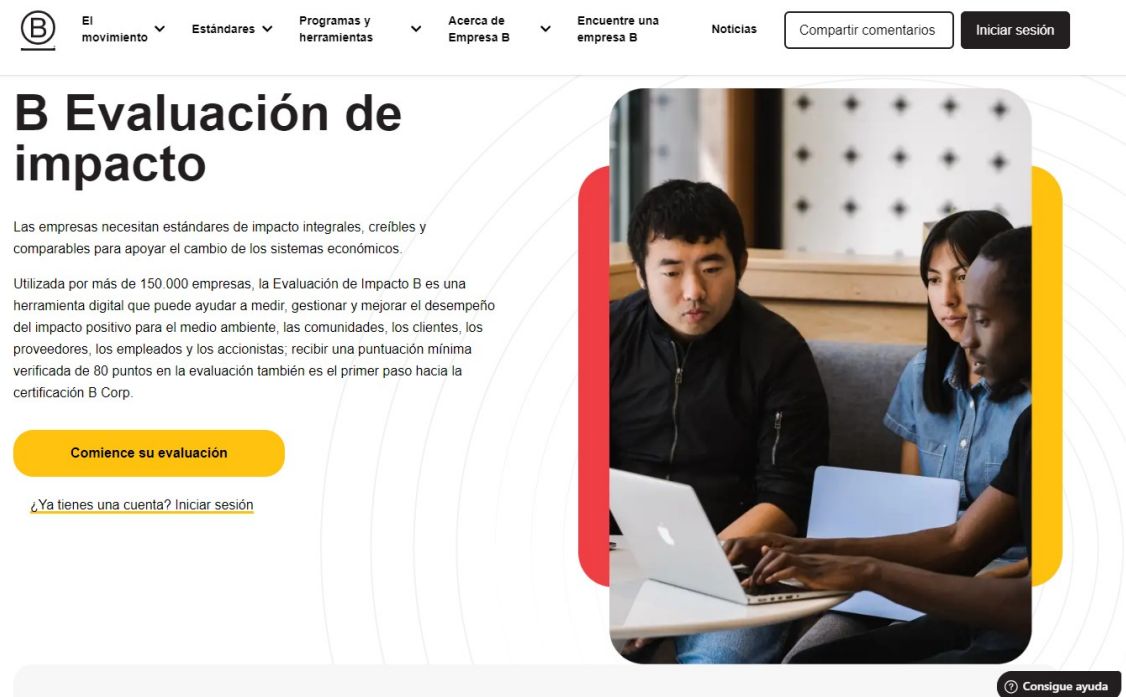 B
El
movimiento
Estándares
Programas y
herramientas
Acerca de
Empresa B
Encuentre una
empresa B
Noticias
Compartir comentarios
Iniciar sesión
B Evaluación de
impacto
Las empresas necesitan estándares de impacto integrales, creíbles y
comparables para apoyar el cambio de los sistemas económicos.
Utilizada por más de 150.000 empresas, la Evaluación de Impacto B es una
herramienta digital que puede ayudar a medir, gestionar y mejorar el desempeño
del impacto positivo para el medio ambiente, las comunidades, los clientes, los
proveedores, los empleados y los accionistas; recibir una puntuación mínima
verificada de 80 puntos en la evaluación también es el primer paso hacia la
certificación B Corp.
Comience su evaluación
¿Ya tienes una cuenta? Iniciar sesión
? Consigue ayuda